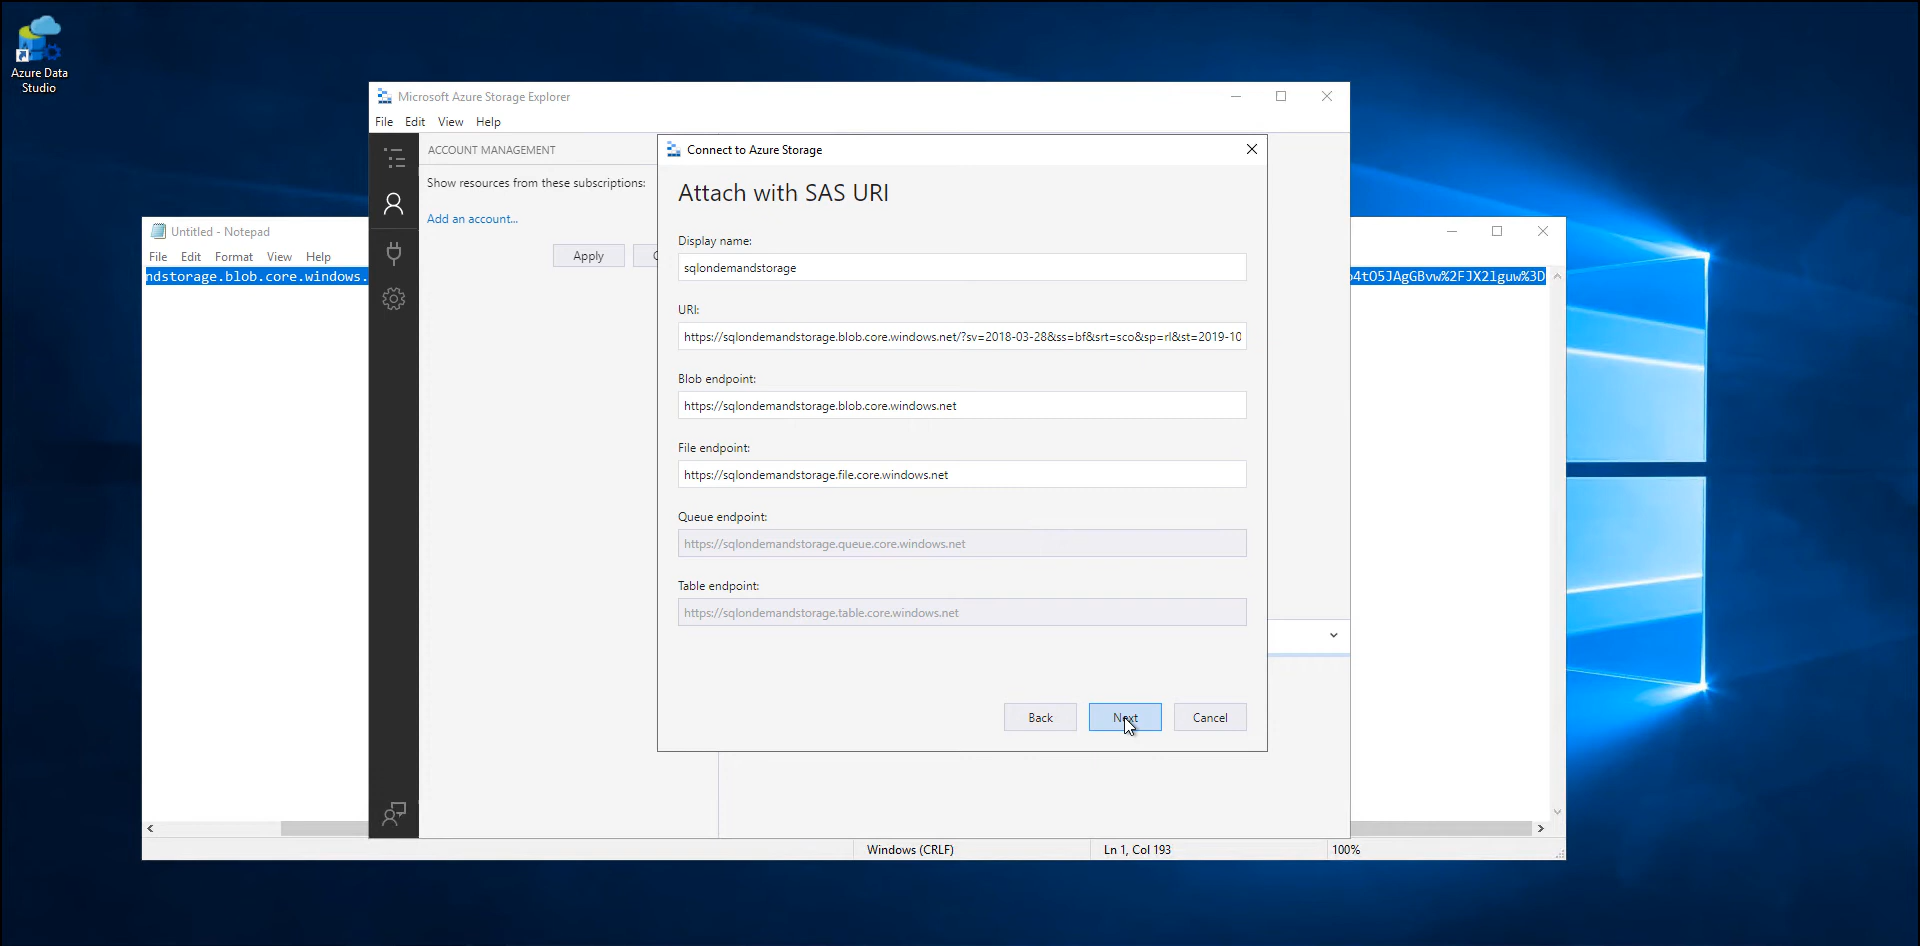 Azure Data
Studio
Microsoft Azure Storage Explorer
File Edit View Help
ACCOUNT MANAGEMENT
Show resources from these subscriptions:
Add an account...
Apply
Untitled - Notepad
File Edit Format View Help
ndstorage.blob.core.windows.
4tO5JAgGBvw%2FJX2lguw%3D
Connect to Azure Storage
Attach with SAS URI
Display name:
sqlondemandstorage
URI:
https://sqlondemandstorage.blob.core.windows.net/?sv=2018-03-28&ss=bf&srt=sco&sp=rl&st=2019-10
Blob endpoint:
https://sqlondemandstorage.blob.core.windows.net
File endpoint:
https://sqlondemandstorage.file.core.windows.net
Queue endpoint:
https://sqlondemandstorage.queue.core.windows.net
Table endpoint:
https://sqlondemandstorage.table.core.windows.net
Back Next Cancel
Windows (CRLF) Ln 1, Col 193 100%